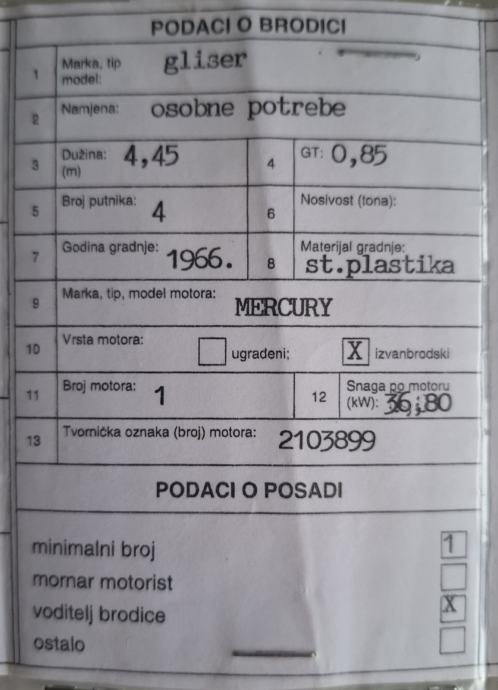 PODACI O BRODICI
1 Marka, tip model: gliser
2 Namjena: osobne potrebe
3 Dužina: (m) 4,45 4 GT: 0,85
5 Broj putnika: 4 6 Nosivost (tona):
7 Godina gradnje: 1966. 8 Materijal gradnje: st.plastika
9 Marka, tip, model motora: MERCURY
10 Vrsta motora: ugrađeni; X izvanbrodski
11 Broj motora: 1 12 Snaga po motoru (kW): 36,80
13 Tvornička oznaka (broj) motora: 2103899
PODACI O POSADI
minimalni broj 1
mornar motorist
voditelj brodice X
ostalo